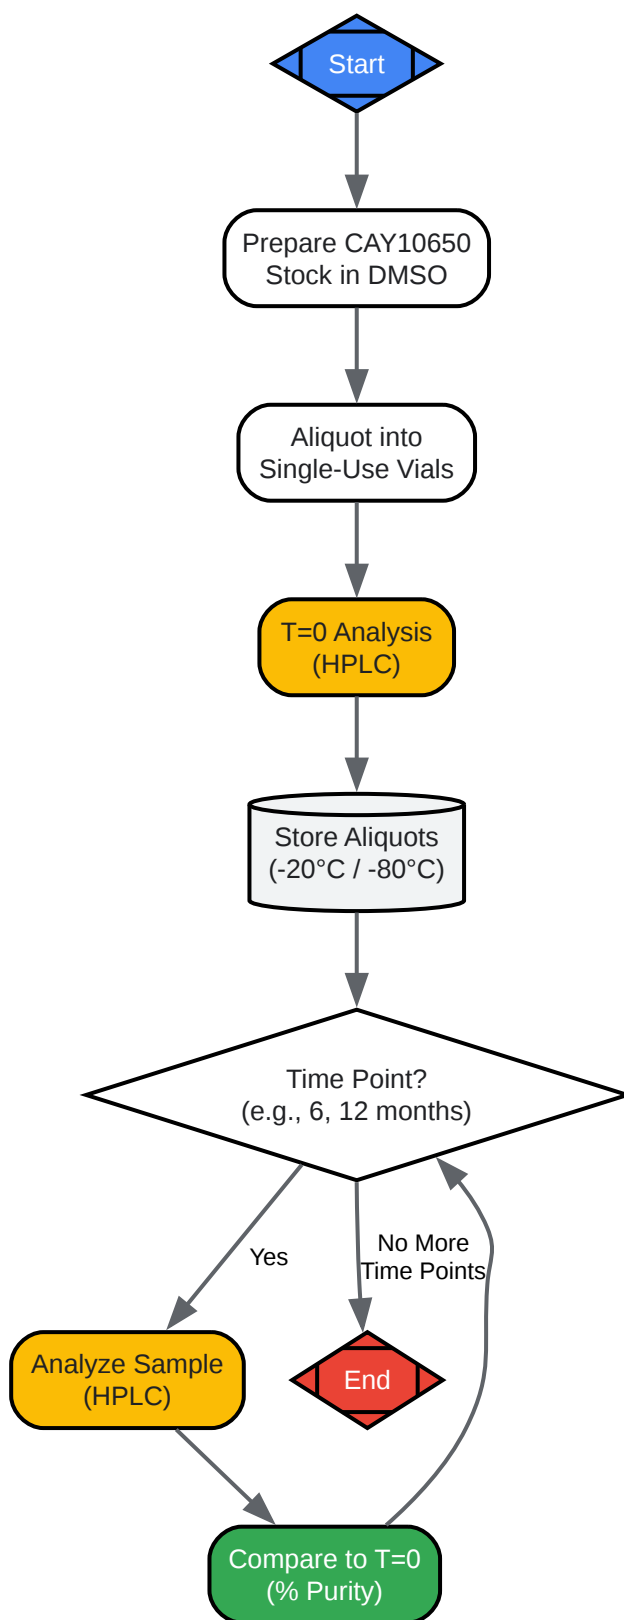 Start
Prepare CAY10650
Stock in DMSO
Aliquot into
Single-Use Vials
T=0 Analysis
(HPLC)
Store Aliquots
(-20°C / -80°C)
Time Point?
(e.g., 6, 12 months)
Yes
No More
Time Points
Analyze Sample
(HPLC)
End
Compare to T=0
(% Purity)